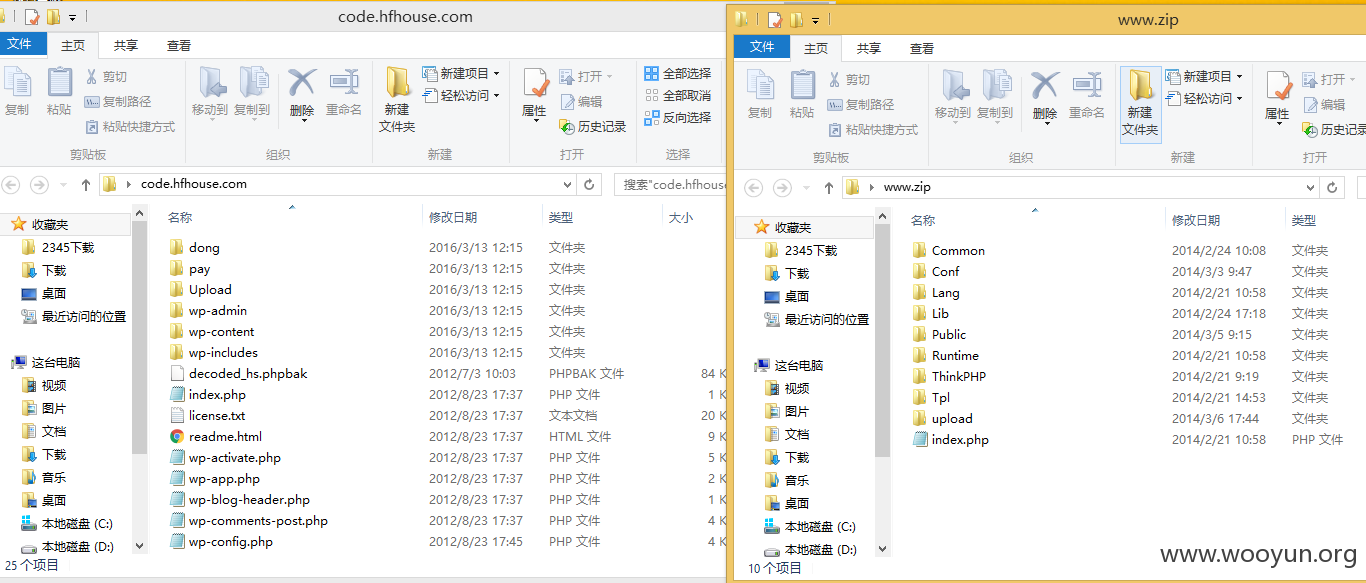 code.hfhouse.com
文件 主页 共享 查看
复制 粘贴 剪切 复制路径 粘贴快捷方式 剪贴板
移动到 复制到 删除 重命名 组织
新建文件夹 新建项目 轻松访问 新建
属性 打开 编辑 历史记录 打开
全部选择 全部取消 反向选择 选择
code.hfhouse.com 搜索"code.hfhouse
收藏夹
2345下载
下载
桌面
最近访问的位置
这台电脑
视频
图片
文档
下载
音乐
桌面
本地磁盘 (C:)
本地磁盘 (D:)
名称 修改日期 类型 大小
dong 2016/3/13 12:15 文件夹
pay 2016/3/13 12:15 文件夹
Upload 2016/3/13 12:15 文件夹
wp-admin 2016/3/13 12:15 文件夹
wp-content 2016/3/13 12:15 文件夹
wp-includes 2016/3/13 12:15 文件夹
decoded_hs.phpbak 2012/7/3 10:03 PHPBAK 文件 84 K
index.php 2012/8/23 17:37 PHP 文件 1 K
license.txt 2012/8/23 17:37 文本文档 20 K
readme.html 2012/8/23 17:37 HTML 文件 9 K
wp-activate.php 2012/8/23 17:37 PHP 文件 5 K
wp-app.php 2012/8/23 17:37 PHP 文件 2 K
wp-blog-header.php 2012/8/23 17:37 PHP 文件 1 K
wp-comments-post.php 2012/8/23 17:37 PHP 文件 4 K
wp-config.php 2012/8/23 17:45 PHP 文件 4 K
25 个项目
www.zip
文件 主页 共享 查看
复制 粘贴 剪切 复制路径 粘贴快捷方式 剪贴板
移动到 复制到 删除 重命名 组织
新建文件夹 新建项目 轻松访问 新建
属性 打开 编辑 历史记录 打开
www.zip
收藏夹
2345下载
下载
桌面
最近访问的位置
这台电脑
视频
图片
文档
下载
音乐
桌面
本地磁盘 (C:)
本地磁盘 (D:)
名称 修改日期 类型
Common 2014/2/24 10:08 文件夹
Conf 2014/3/3 9:47 文件夹
Lang 2014/2/21 10:58 文件夹
Lib 2014/2/24 17:18 文件夹
Public 2014/3/5 9:15 文件夹
Runtime 2014/2/21 10:58 文件夹
ThinkPHP 2014/2/21 9:19 文件夹
Tpl 2014/2/21 14:53 文件夹
upload 2014/3/6 17:44 文件夹
index.php 2014/2/21 10:58 PHP 文件
10 个项目
www.wooyun.org